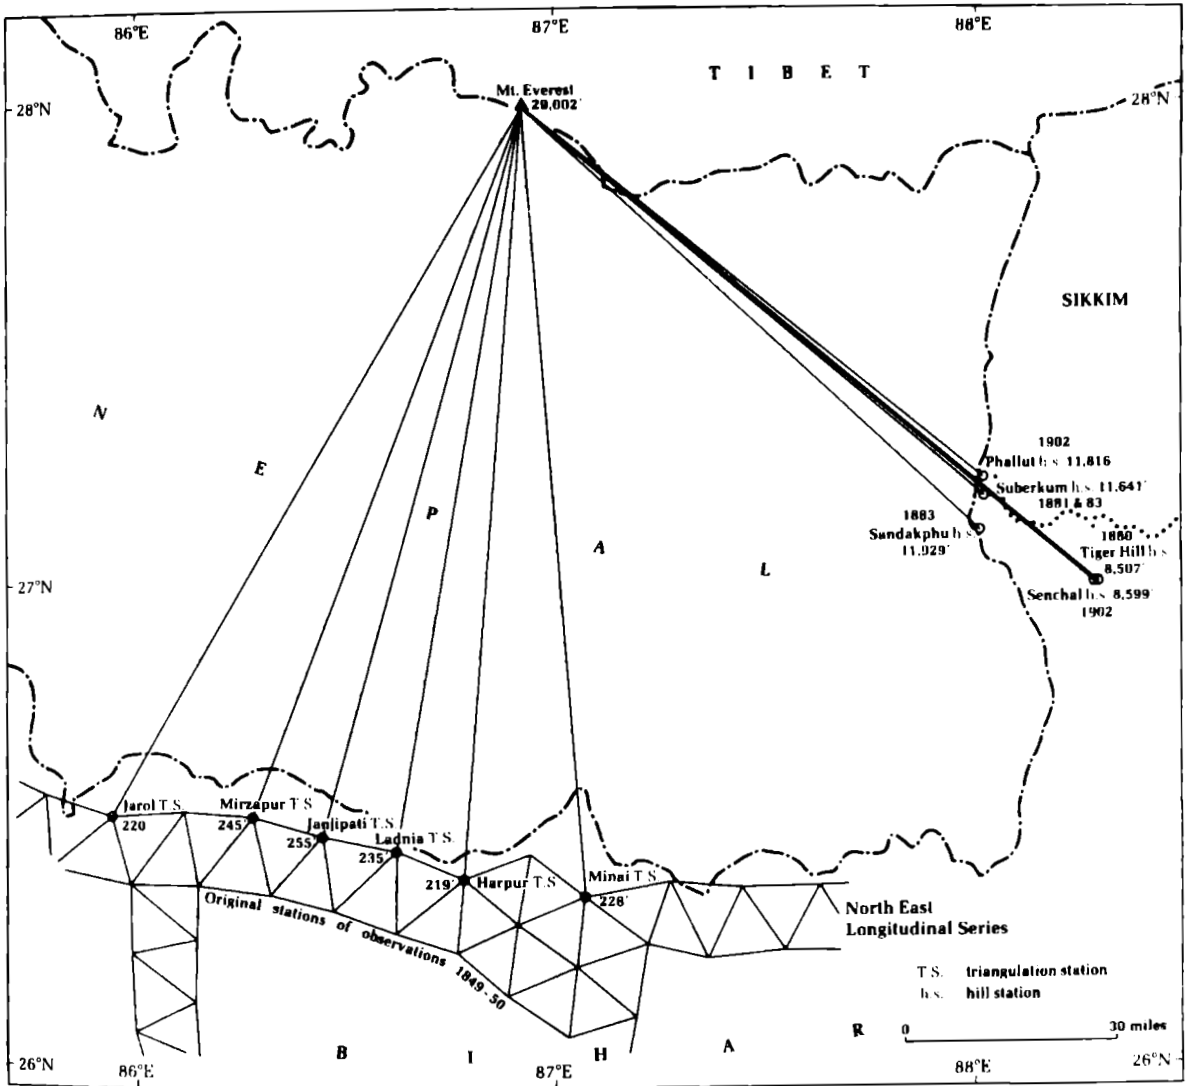 86°E
87°E
88°E
T I B E T
Mt. Everest
29,002'
28°N
28°N
SIKKIM
N
E
P
A
L
1902
Phallut h.s. 11,816
Suberkum h.s. 11.641'
1881 & 83
1883
Sandakphu h.s.
11,929'
1880
Tiger Hill h.s.
8,507'
Senchal h.s. 8,599'
1902
27°N
Jarol T.S.
220
Mirzapur T.S
245'
Janjipati T.S.
255'
Ladnia T.S.
235'
219'
Harpur T.S
Minai T.S
228'
Original stations of observations 1849-50
North East
Longitudinal Series
T.S. triangulation station
h.s. hill station
0 30 miles
B I H A R
26°N
26°N
86°E
87°E
88°E